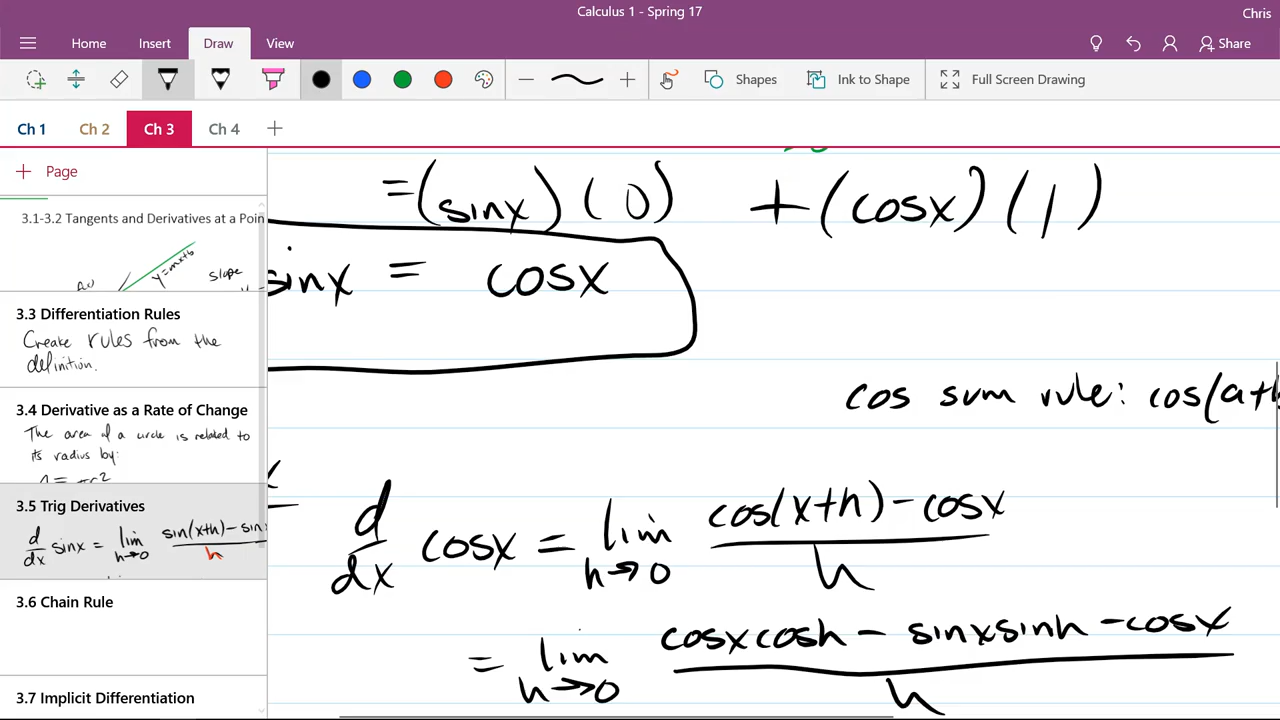 Calculus 1 - Spring 17
Chris
Home Insert Draw View
Share
Shapes Ink to Shape Full Screen Drawing
Ch 1 Ch 2 Ch 3 Ch 4
Page
3.1-3.2 Tangents and Derivatives at a Poin
y=mx+b slope
3.3 Differentiation Rules
Create rules from the
definition.
3.4 Derivative as a Rate of Change
The area of a circle is related to
its radius by:
3.5 Trig Derivatives
d/dx sinx = lim h→0 sin(x+h) - sin / h
3.6 Chain Rule
3.7 Implicit Differentiation
=(sinx)(0) +(cosx)(1)
sinx = cosx
cos sum rule: cos(a+b
d/dx cosx = lim h→0 cos(x+h) - cosx / h
= lim h→0 cosxcosh - sinxsinh - cosx / h